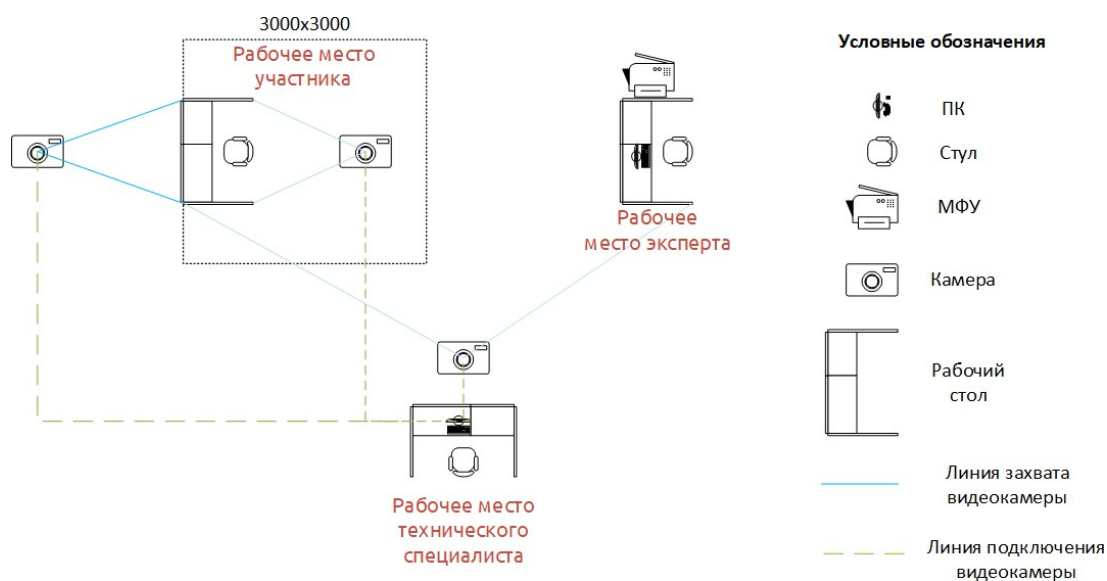 3000x3000
Рабочее место
участника
Рабочее
место эксперта
Рабочее место
технического
специалиста
Условные обозначения
ПК
Стул
МФУ
Камера
Рабочий
стол
Линия захвата
видеокамеры
Линия подключения
видеокамеры